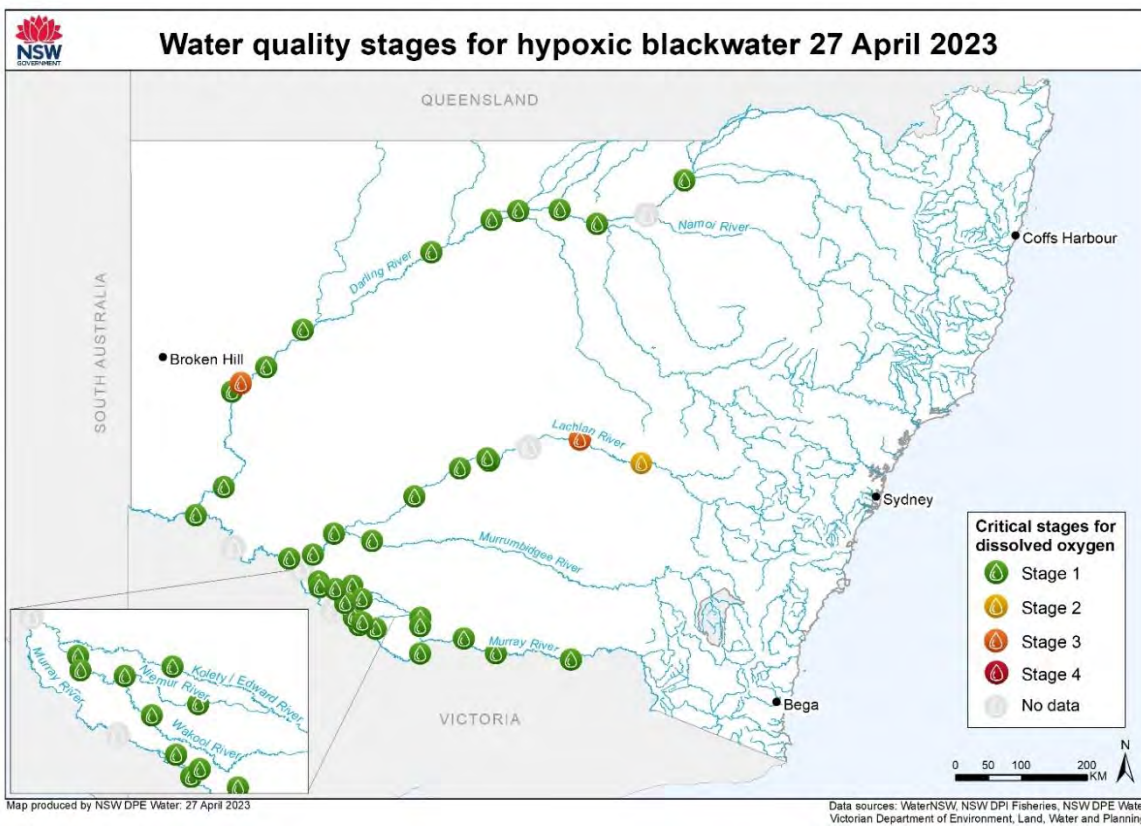 NSW
GOVERNMENT
Water quality stages for hypoxic blackwater 27 April 2023
QUEENSLAND
Namoi River
Coffs Harbour
Darling River
Broken Hill
SOUTH AUSTRALIA
Lachlan River
Sydney
Murrumbidgee River
Critical stages for
dissolved oxygen
Stage 1
Stage 2
Stage 3
Stage 4
No data
Murray River
Kolety / Edward River
Niemur River
Murray River
Wakool River
VICTORIA
Bega
N
0 50 100 200
KM
Map produced by NSW DPE Water: 27 April 2023
Data sources: WaterNSW, NSW DPI Fisheries, NSW DPE Wate
Victorian Department of Environment, Land, Water and Planning